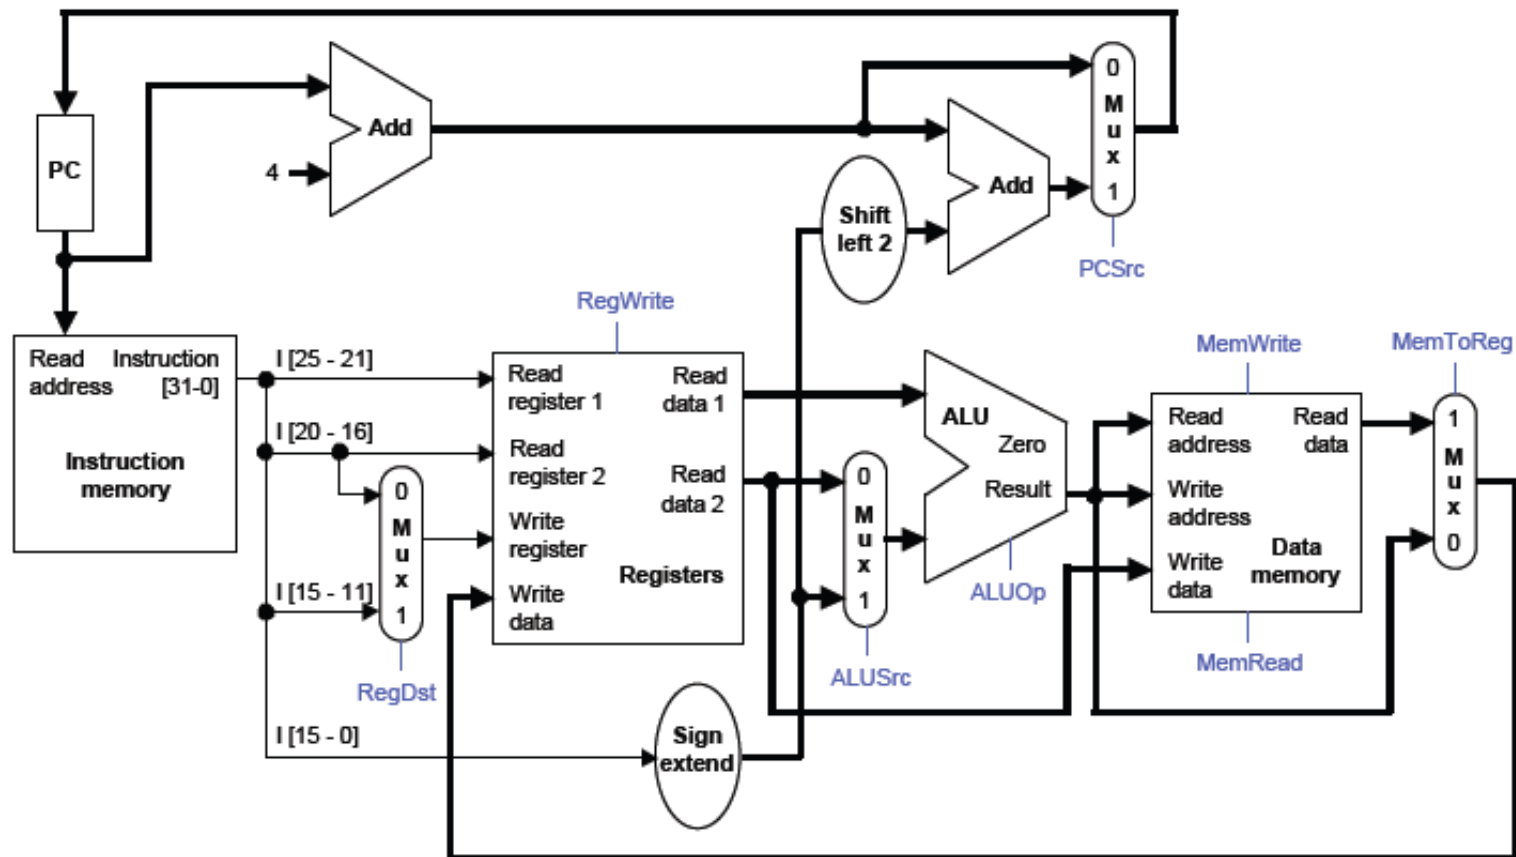 PC
4
Add
Shift
left 2
Add
0
M
u
x
1
PCSrc
Read
address
Instruction
[31-0]
Instruction
memory
I [25 - 21]
I [20 - 16]
I [15 - 11]
I [15 - 0]
0
M
u
x
1
RegDst
RegWrite
Read
register 1
Read
register 2
Write
register
Write
data
Read
data 1
Read
data 2
Registers
Sign
extend
0
M
u
x
1
ALUSrc
ALU
Zero
Result
ALUOp
MemWrite
Read
address
Write
address
Write
data
Read
data
Data
memory
MemRead
MemToReg
1
M
u
x
0